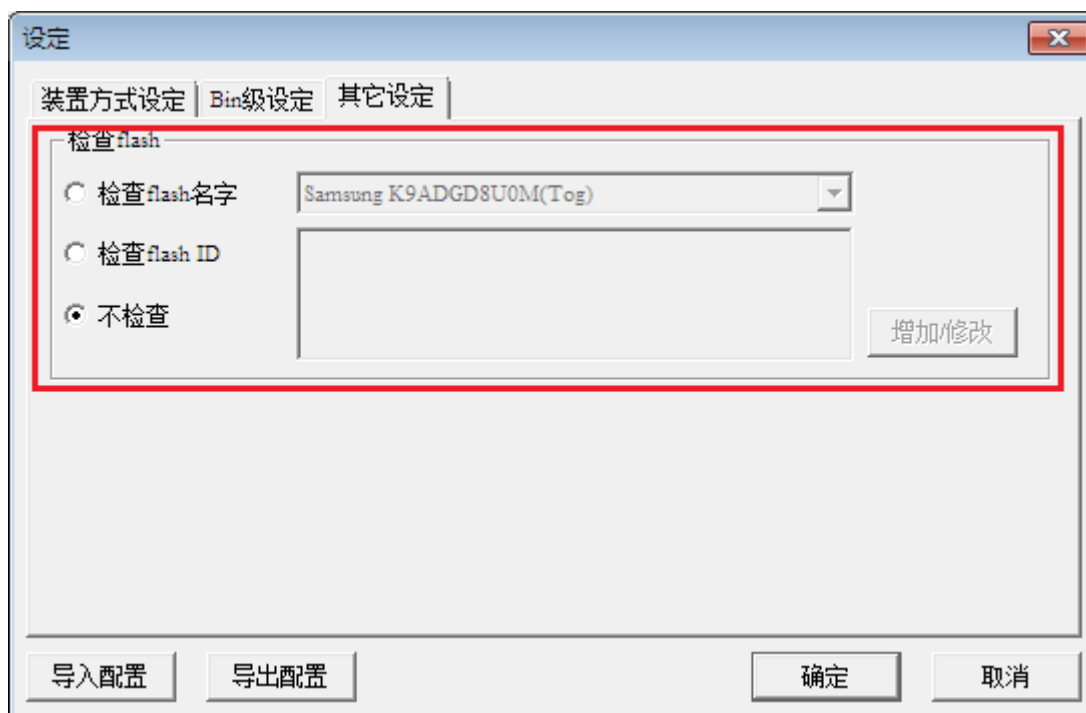 设定
装置方式设定 Bin级设定 其它设定
检查flash
检查flash名字 Samsung K9ADGD8U0M(Tog)
检查flash ID
不检查
增加/修改
导入配置 导出配置 确定 取消